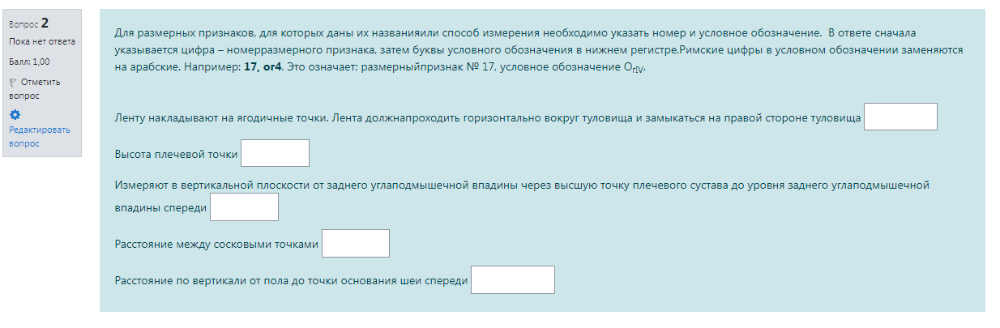 Вопрос 2
Пока нет ответа
Балл: 1,00
Отметить
вопрос
Редактировать
вопрос
Для размерных признаков, для которых даны их названияили способ измерения необходимо указать номер и условное обозначение. В ответе сначала
указывается цифра – номерразмерного признака, затем буквы условного обозначения в нижнем регистре.Римские цифры в условном обозначении заменяются
на арабские. Например: 17, ог4. Это означает: размерныйпризнак № 17, условное обозначение ОгIV.
Ленту накладывают на ягодичные точки. Лента должнапроходить горизонтально вокруг туловища и замыкаться на правой стороне туловища
Высота плечевой точки
Измеряют в вертикальной плоскости от заднего углаподмышечной впадины через высшую точку плечевого сустава до уровня заднего углаподмышечной
впадины спереди
Расстояние между сосковыми точками
Расстояние по вертикали от пола до точки основания шеи спереди